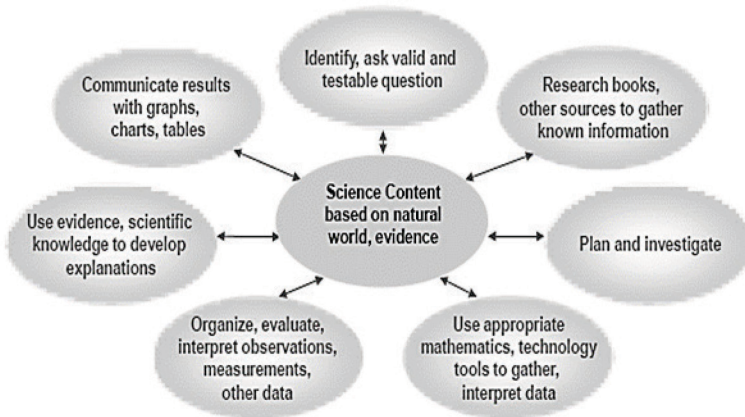 Identify, ask valid and
testable question
Communicate results
with graphs,
charts, tables
Research books,
other sources to gather
known information
Science Content
based on natural
world, evidence
Use evidence, scientific
knowledge to develop
explanations
Plan and investigate
Organize, evaluate,
interpret observations,
measurements,
other data
Use appropriate
mathematics, technology
tools to gather,
interpret data